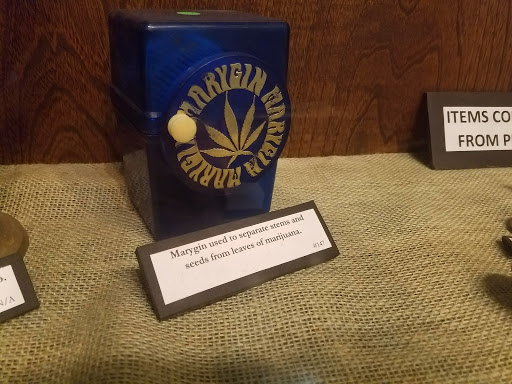 MARYGIN MARYGIN MARYGIN
ITEMS CO
FROM P
Marygin used to separate stems and
seeds from leaves of marijuana.
N/A